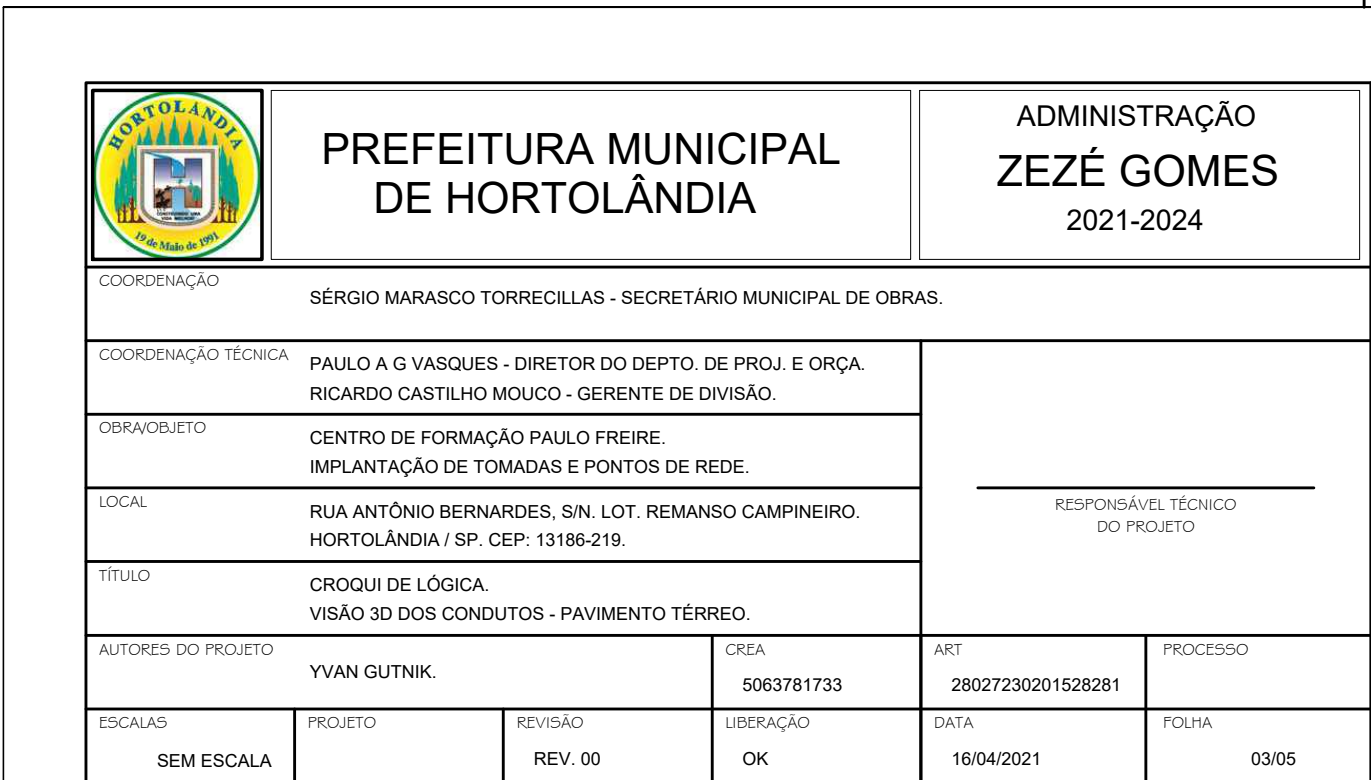 HORTOLÂNDIA
CONSTRUINDO UMA
VIDA MELHOR
19 de Maio de 1991
PREFEITURA MUNICIPAL
DE HORTOLÂNDIA
ADMINISTRAÇÃO
ZEZÉ GOMES
2021-2024
COORDENAÇÃO
SÉRGIO MARASCO TORRECILLAS - SECRETÁRIO MUNICIPAL DE OBRAS.
COORDENAÇÃO TÉCNICA
PAULO A G VASQUES - DIRETOR DO DEPTO. DE PROJ. E ORÇA.
RICARDO CASTILHO MOUCO - GERENTE DE DIVISÃO.
OBRA/OBJETO
CENTRO DE FORMAÇÃO PAULO FREIRE.
IMPLANTAÇÃO DE TOMADAS E PONTOS DE REDE.
LOCAL
RUA ANTÔNIO BERNARDES, S/N. LOT. REMANSO CAMPINEIRO.
HORTOLÂNDIA / SP. CEP: 13186-219.
RESPONSÁVEL TÉCNICO
DO PROJETO
TÍTULO
CROQUI DE LÓGICA.
VISÃO 3D DOS CONDUTOS - PAVIMENTO TÉRREO.
AUTORES DO PROJETO
YVAN GUTNIK.
CREA
5063781733
ART
28027230201528281
PROCESSO
ESCALAS
SEM ESCALA
PROJETO
REVISÃO
REV. 00
LIBERAÇÃO
OK
DATA
16/04/2021
FOLHA
03/05